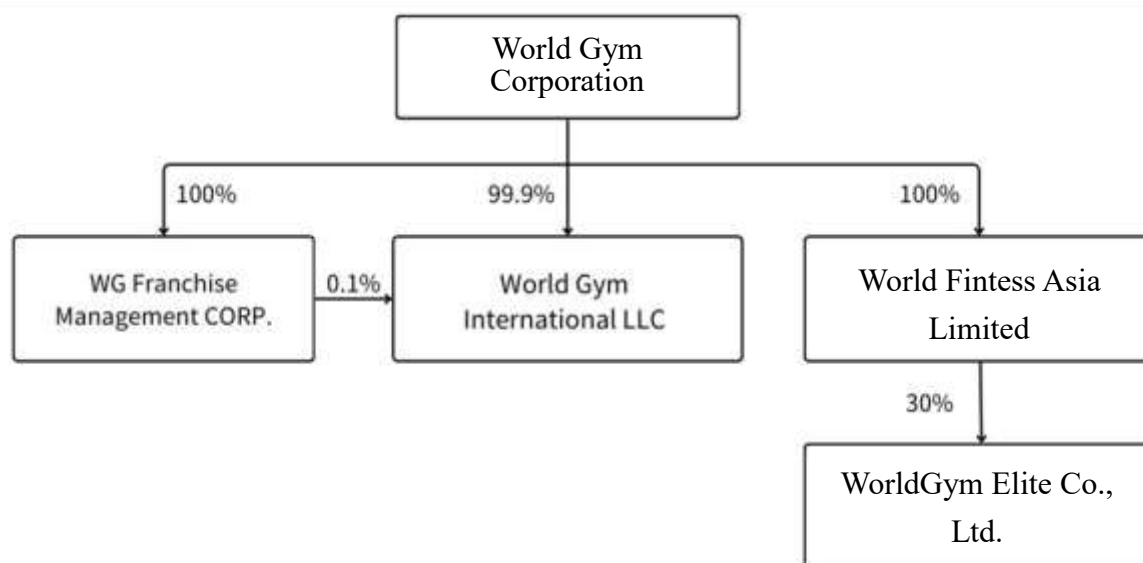 World Gym
Corporation
100%
99.9%
100%
WG Franchise
Management CORP.
0.1%
World Gym
International LLC
World Fintess Asia
Limited
30%
WorldGym Elite Co.,
Ltd.